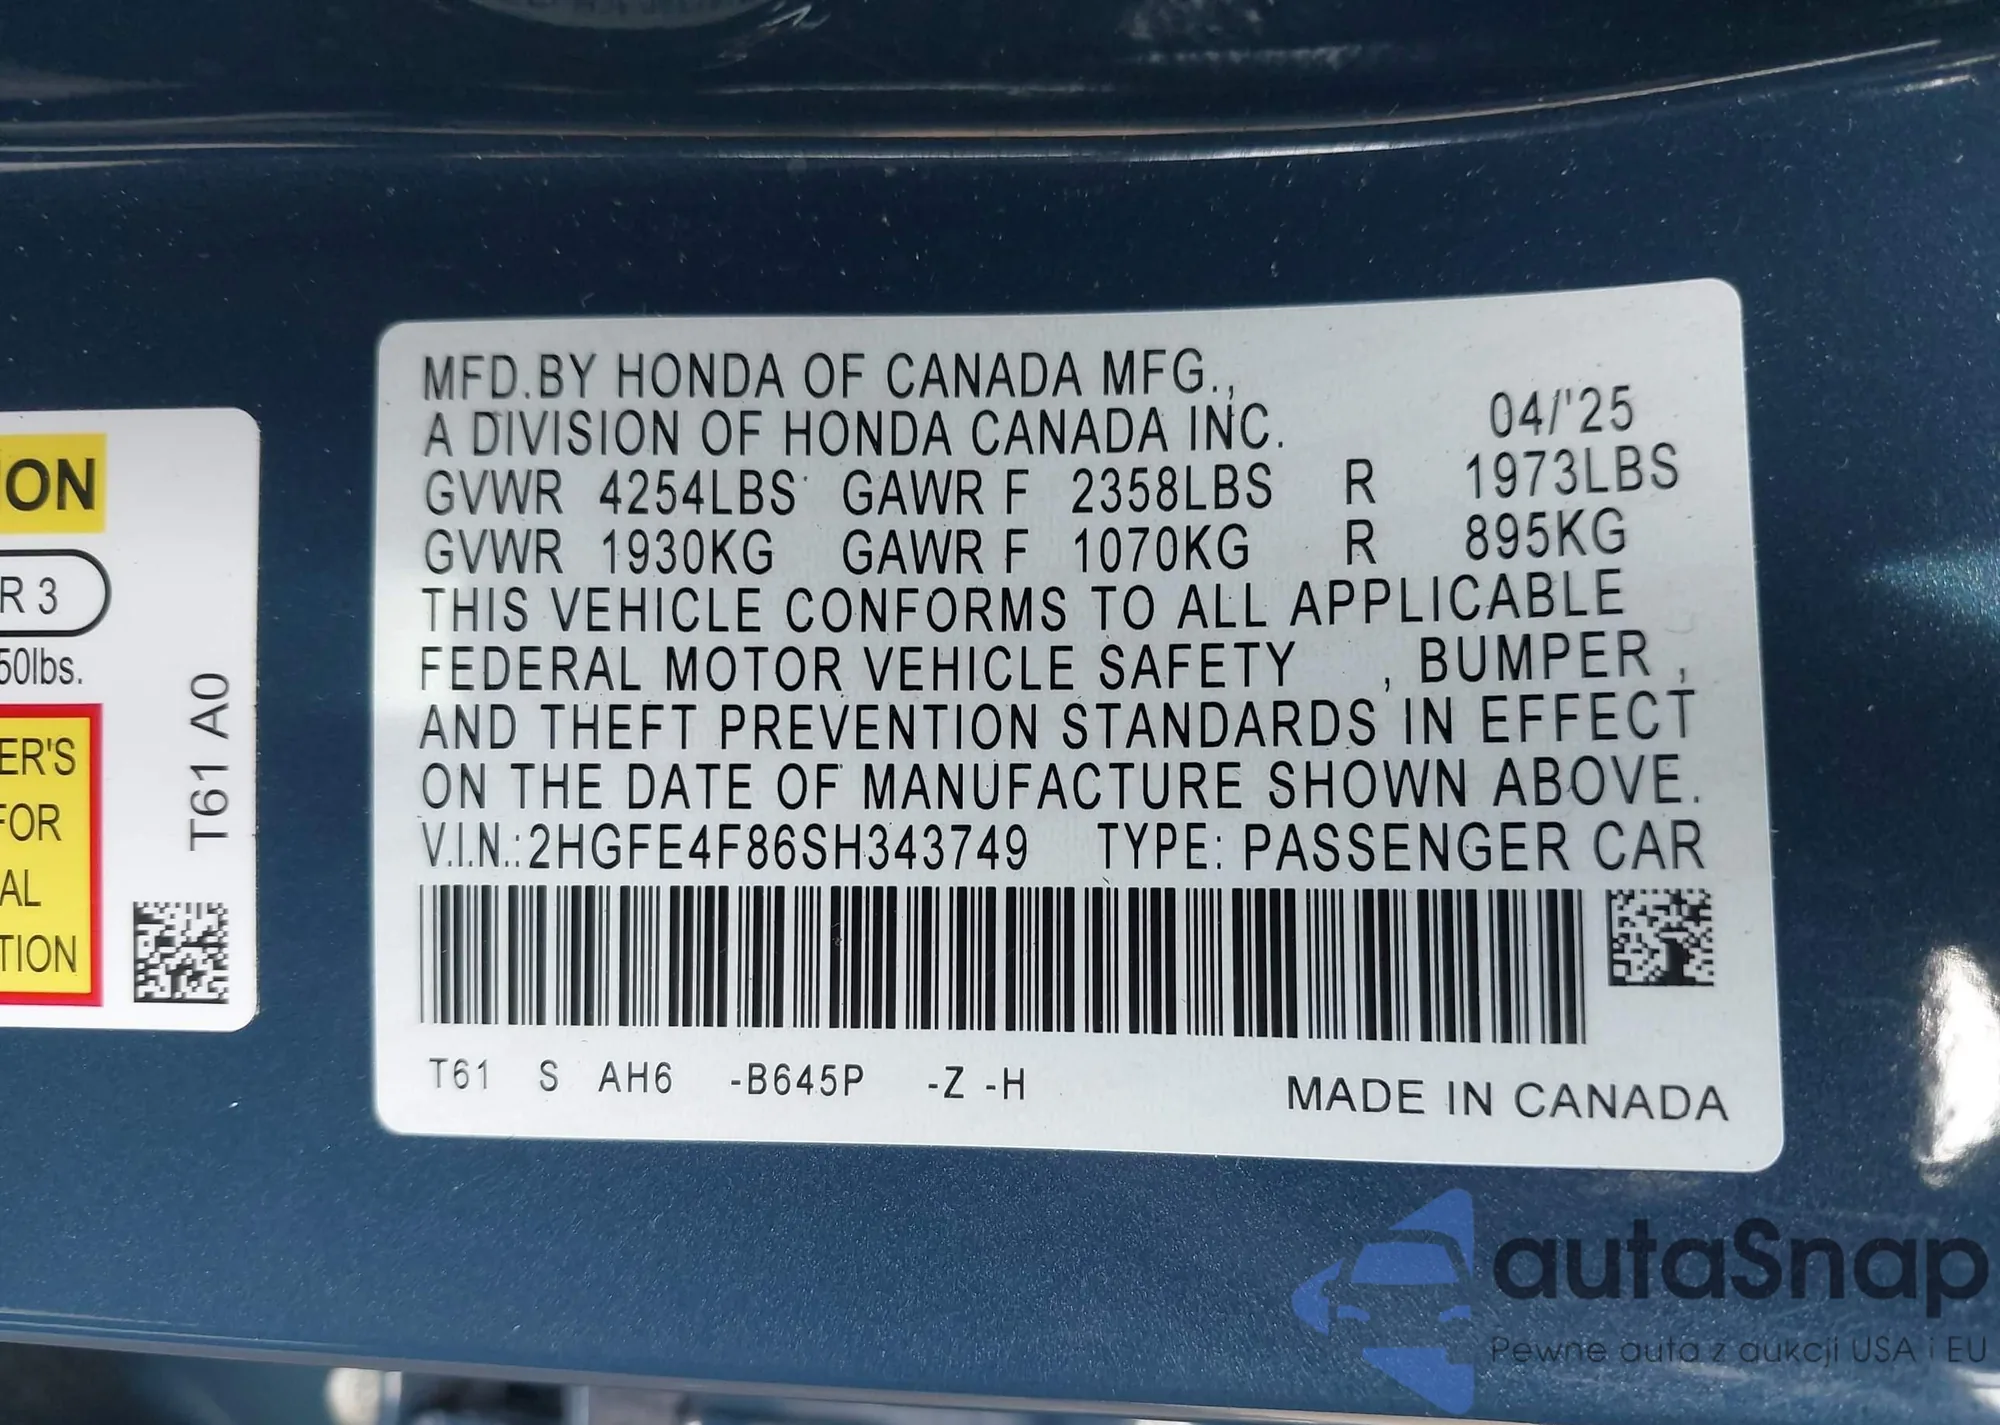 ION
R 3
50lbs.
ER'S
FOR
AL
TION
T61 A0
MFD.BY HONDA OF CANADA MFG.,
A DIVISION OF HONDA CANADA INC. 04/'25
GVWR 4254LBS GAWR F 2358LBS R 1973LBS
GVWR 1930KG GAWR F 1070KG R 895KG
THIS VEHICLE CONFORMS TO ALL APPLICABLE
FEDERAL MOTOR VEHICLE SAFETY , BUMPER ,
AND THEFT PREVENTION STANDARDS IN EFFECT
ON THE DATE OF MANUFACTURE SHOWN ABOVE.
V.I.N.:2HGFE4F86SH343749 TYPE: PASSENGER CAR
T61 S AH6 -B645P -Z -H MADE IN CANADA
autaSnap
Pewne auta z aukcji USA i EU